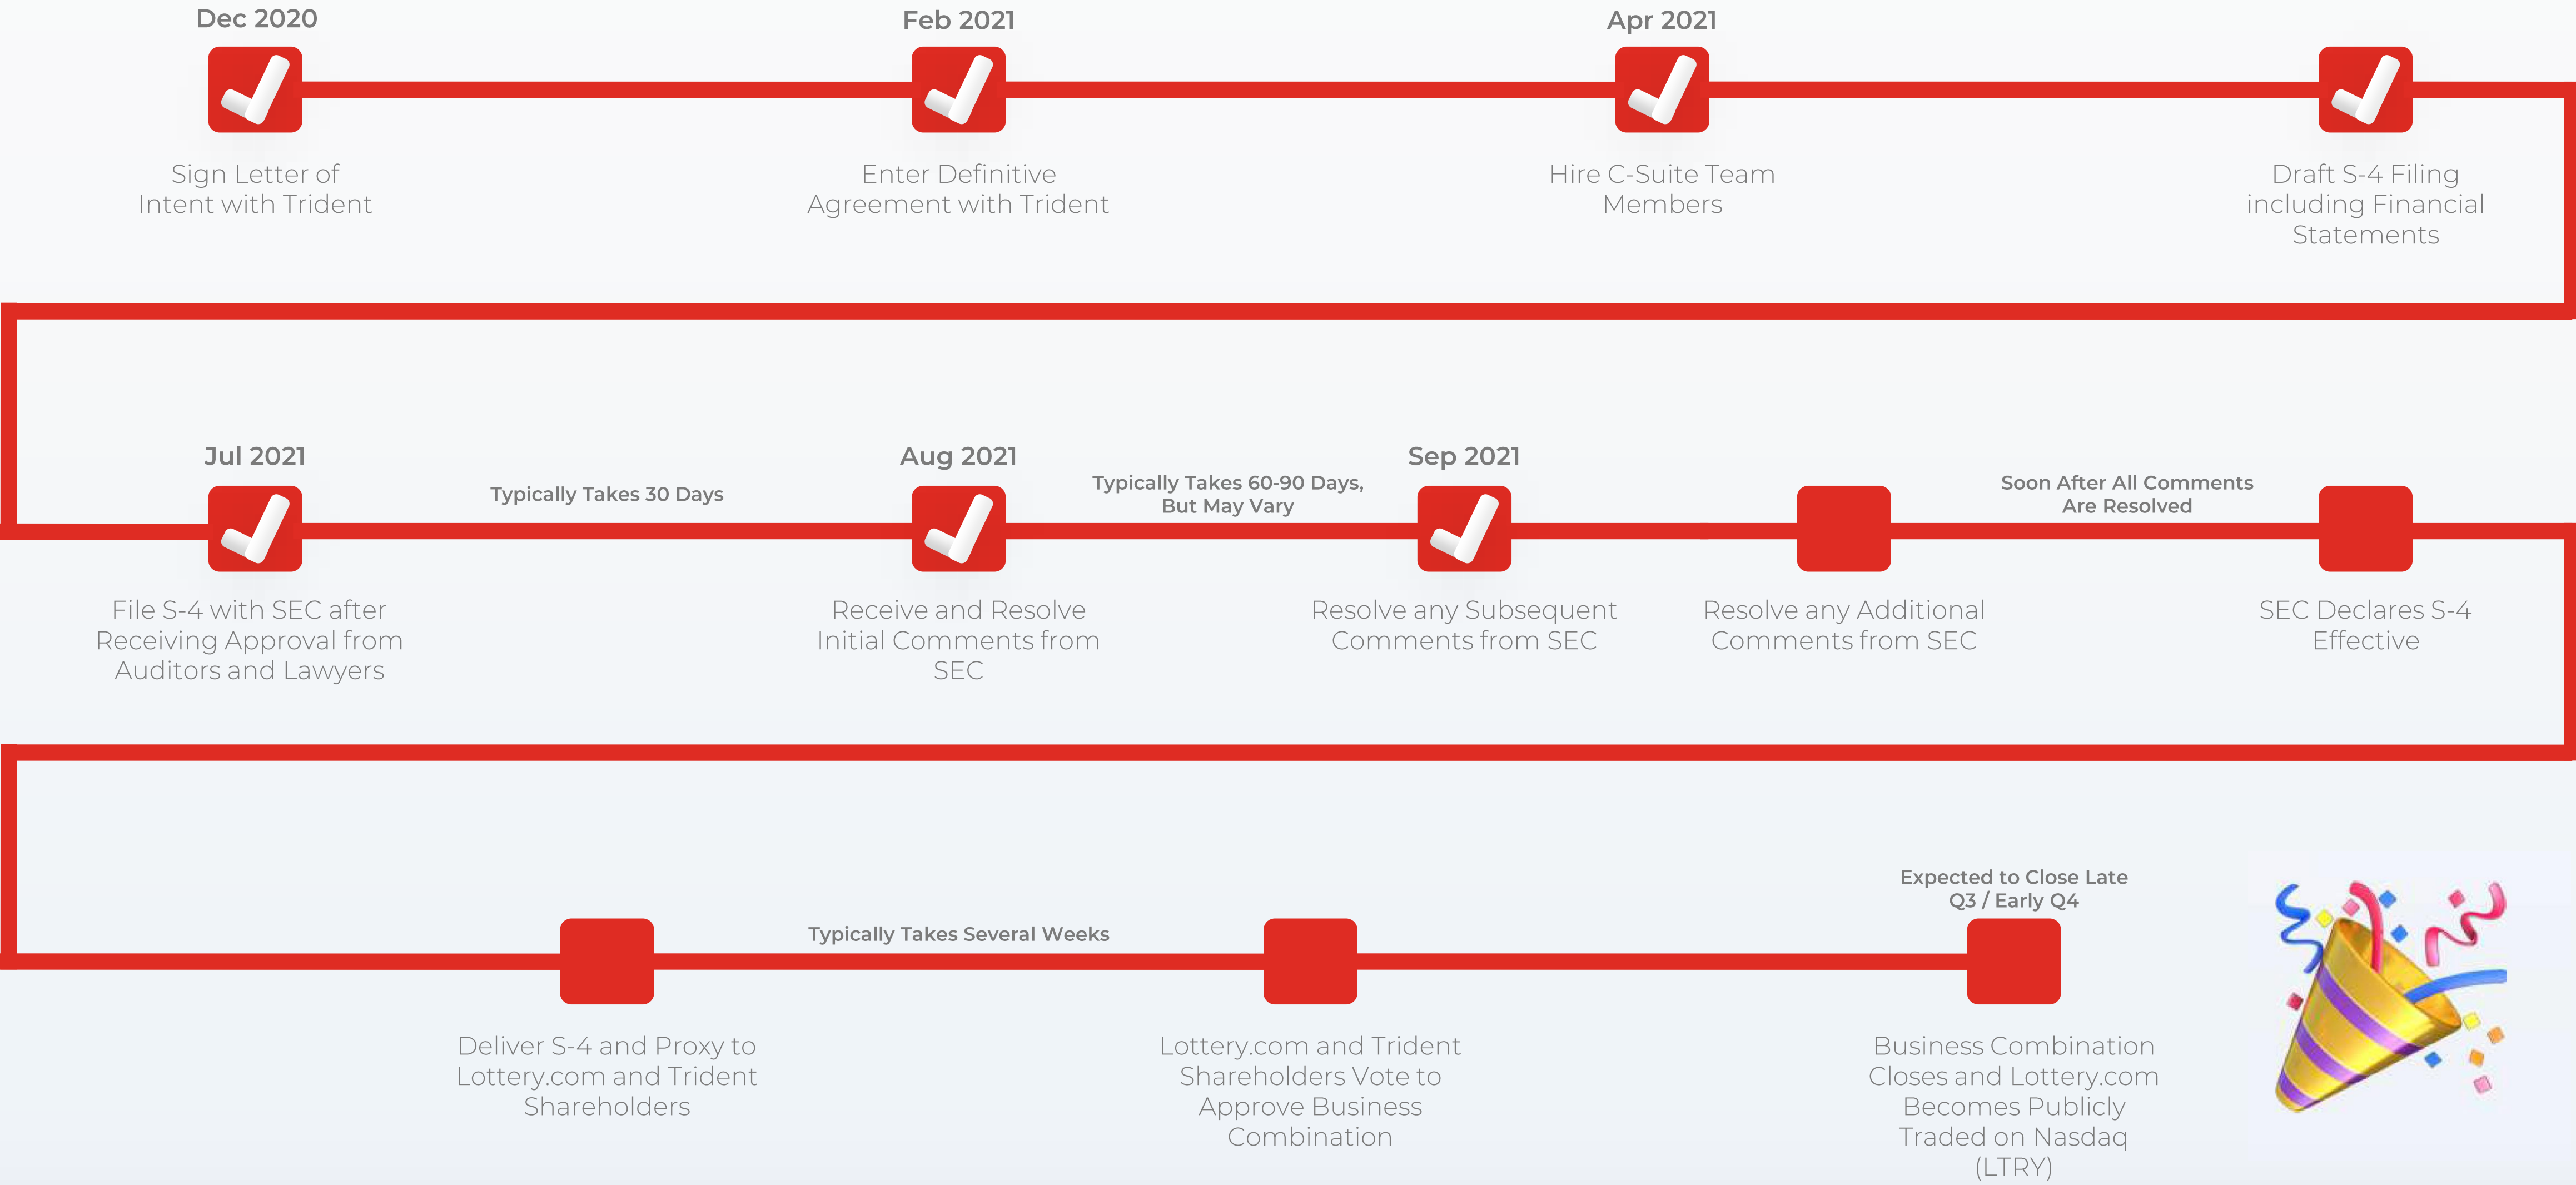 Dec 2020
Feb 2021
Apr 2021
Sign Letter of
Intent with Trident
Enter Definitive
Agreement with Trident
Hire C-Suite Team
Members
Draft S-4 Filing
including Financial
Statements
Jul 2021
Typically Takes 30 Days
Aug 2021
Typically Takes 60-90 Days,
But May Vary
Sep 2021
Soon After All Comments
Are Resolved
File S-4 with SEC after
Receiving Approval from
Auditors and Lawyers
Receive and Resolve
Initial Comments from
SEC
Resolve any Subsequent
Comments from SEC
Resolve any Additional
Comments from SEC
SEC Declares S-4
Effective
Typically Takes Several Weeks
Expected to Close Late
Q3 / Early Q4
Deliver S-4 and Proxy to
Lottery.com and Trident
Shareholders
Lottery.com and Trident
Shareholders Vote to
Approve Business
Combination
Business Combination
Closes and Lottery.com
Becomes Publicly
Traded on Nasdaq
(LTRY)